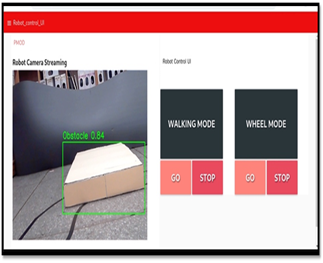 Robot_control_UI
PMOD
Robot Camera Streaming
Robot Control UI
Obstacle 0.84
WALKING MODE
WHEEL MODE
GO
STOP
GO
STOP